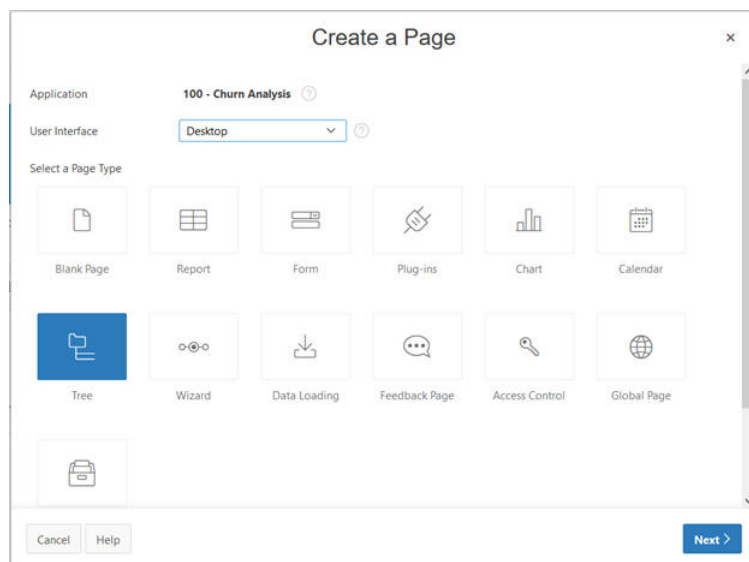 Create a Page
Application 100 - Churn Analysis ?
User Interface Desktop ?
Select a Page Type
Blank Page Report Form Plug-ins Chart Calendar
Tree Wizard Data Loading Feedback Page Access Control Global Page
Cancel Help Next